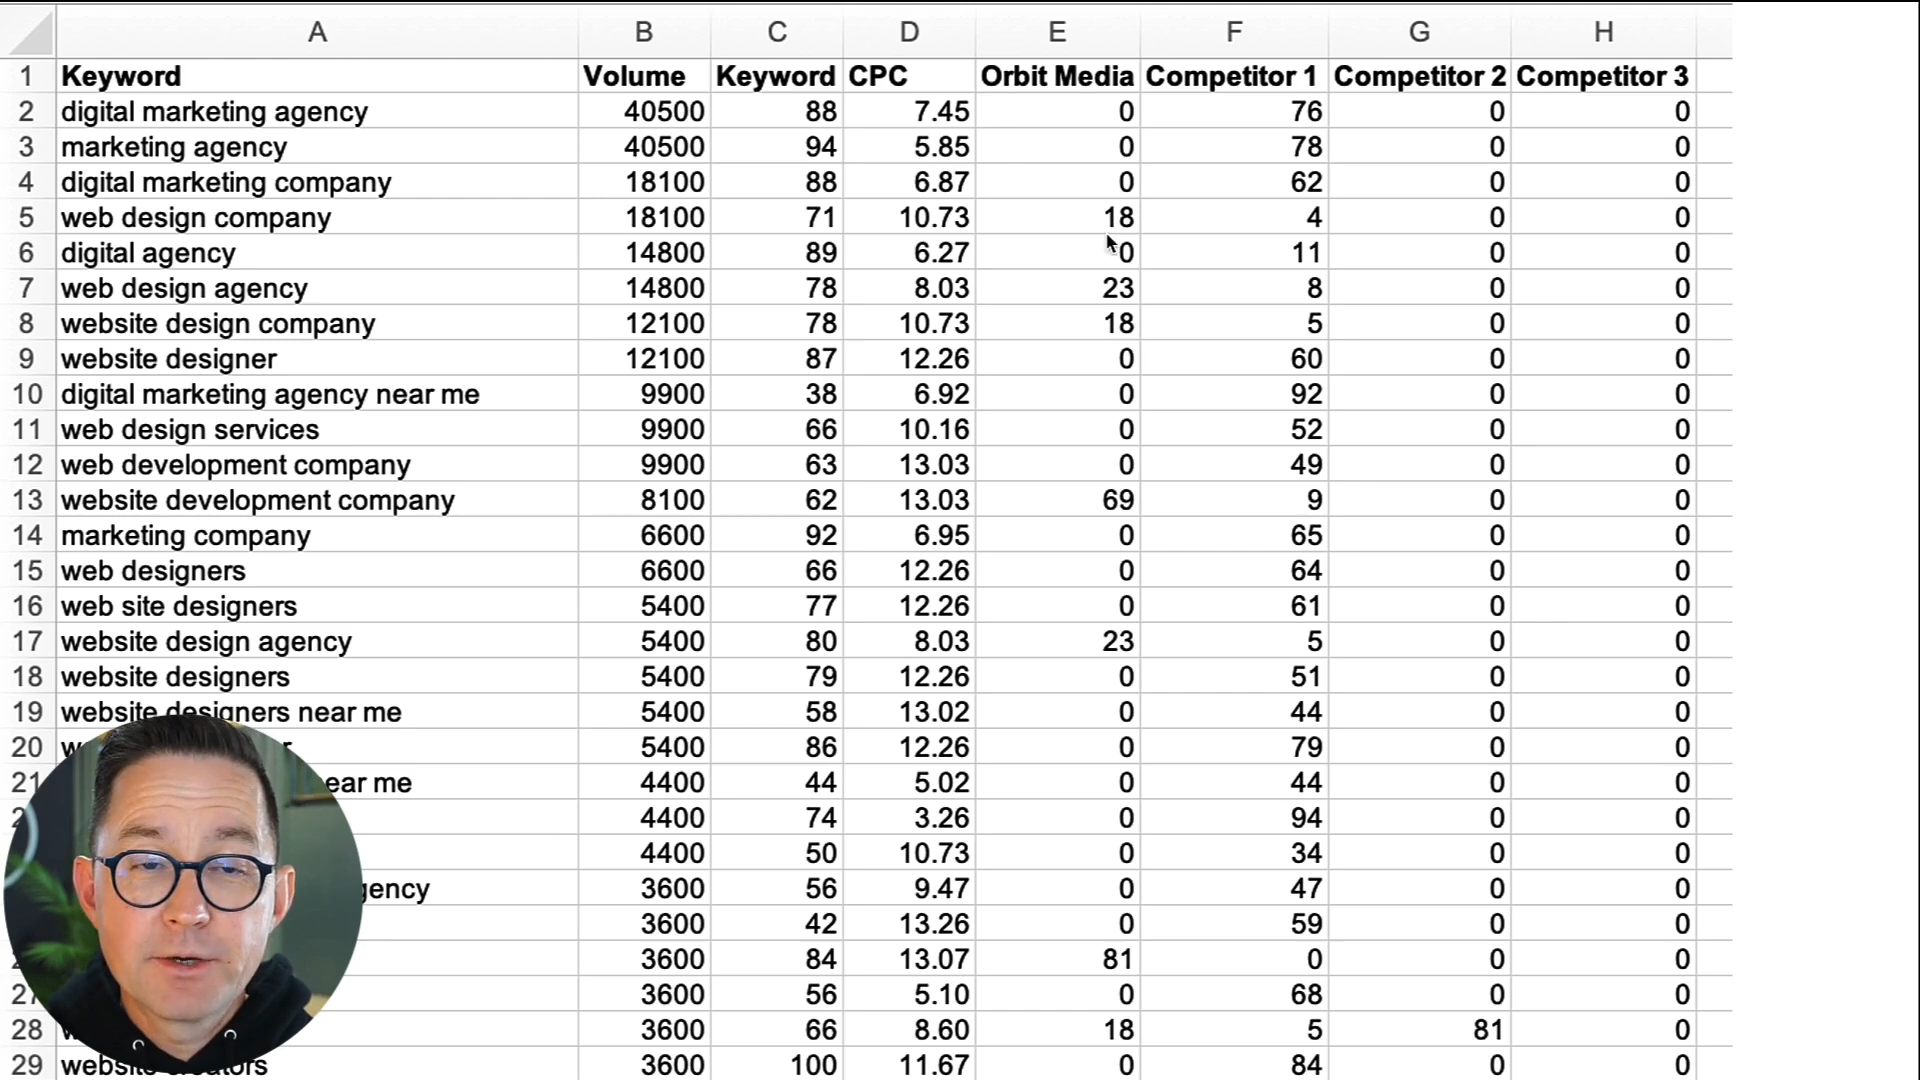 A B C D E F G H
1 Keyword Volume Keyword CPC Orbit Media Competitor 1 Competitor 2 Competitor 3
2 digital marketing agency 40500 88 7.45 0 76 0 0
3 marketing agency 40500 94 5.85 0 78 0 0
4 digital marketing company 18100 88 6.87 0 62 0 0
5 web design company 18100 71 10.73 18 4 0 0
6 digital agency 14800 89 6.27 0 11 0 0
7 web design agency 14800 78 8.03 23 8 0 0
8 website design company 12100 78 10.73 18 5 0 0
9 website designer 12100 87 12.26 0 60 0 0
10 digital marketing agency near me 9900 38 6.92 0 92 0 0
11 web design services 9900 66 10.16 0 52 0 0
12 web development company 9900 63 13.03 0 49 0 0
13 website development company 8100 62 13.03 69 9 0 0
14 marketing company 6600 92 6.95 0 65 0 0
15 web designers 6600 66 12.26 0 64 0 0
16 web site designers 5400 77 12.26 0 61 0 0
17 website design agency 5400 80 8.03 23 5 0 0
18 website designers 5400 79 12.26 0 51 0 0
19 website designers near me 5400 58 13.02 0 44 0 0
20 5400 86 12.26 0 79 0 0
21 me 4400 44 5.02 0 44 0 0
4400 74 3.26 0 94 0 0
4400 50 10.73 0 34 0 0
3600 56 9.47 0 47 0 0
3600 42 13.26 0 59 0 0
3600 84 13.07 81 0 0 0
27 3600 56 5.10 0 68 0 0
28 3600 66 8.60 18 5 81 0
29 website creators 3600 100 11.67 0 84 0 0